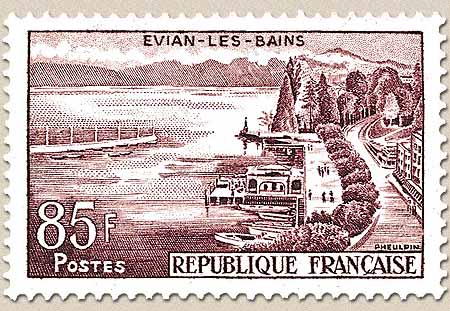 EVIAN-LES-BAINS
85F
POSTES
PHEULPIN
REPUBLIQUE FRANÇAISE